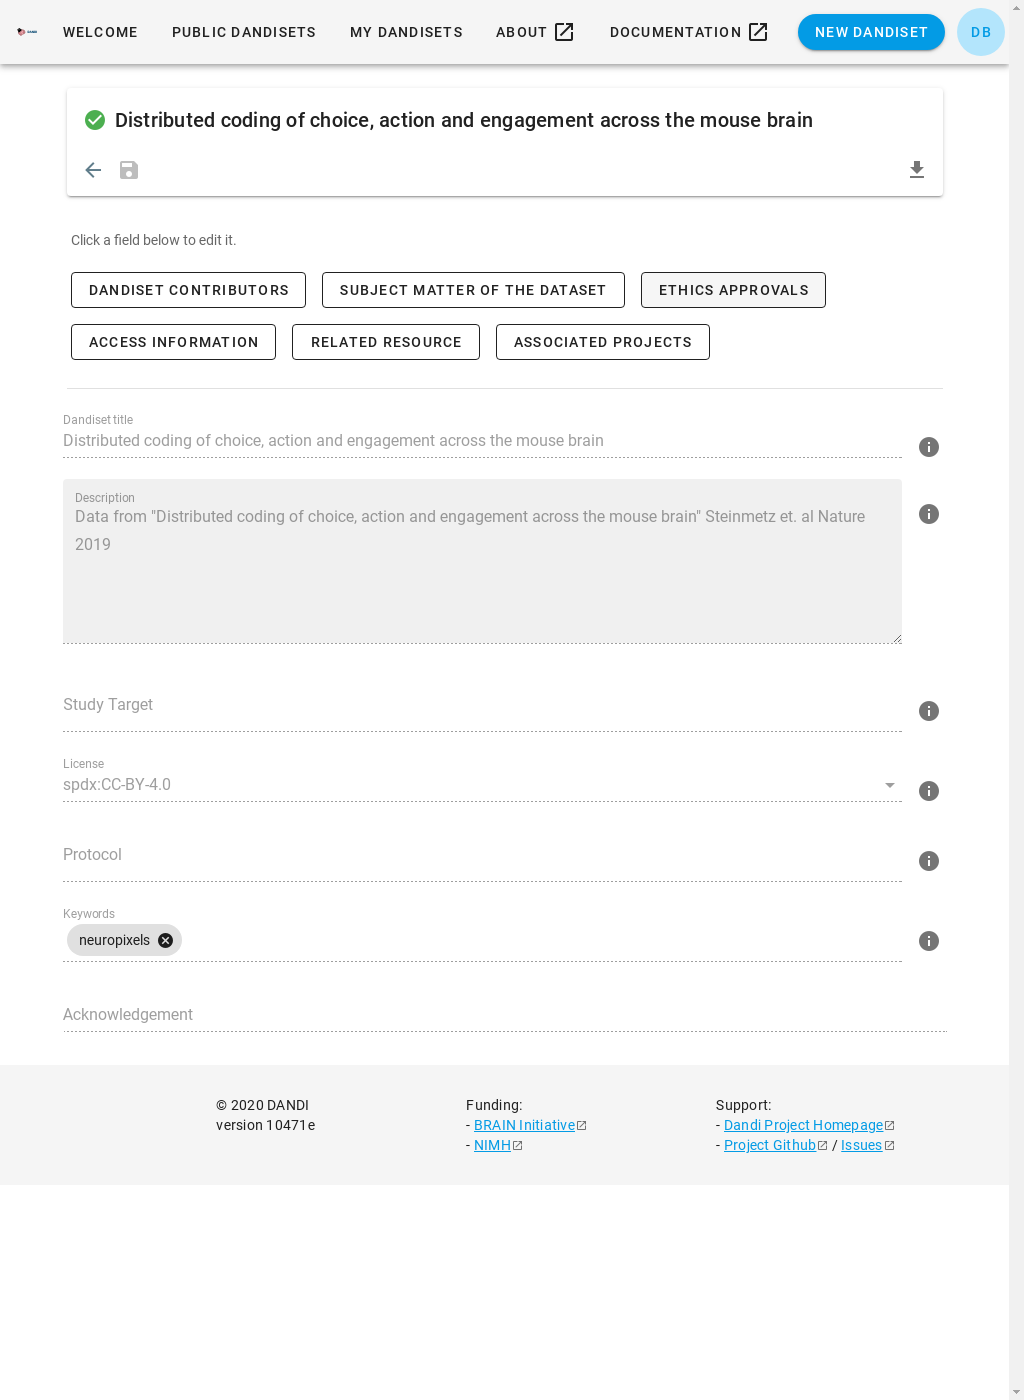 WELCOME PUBLIC DANDISETS MY DANDISETS ABOUT DOCUMENTATION NEW DANDISET DB
Distributed coding of choice, action and engagement across the mouse brain
Click a field below to edit it.
DANDISET CONTRIBUTORS SUBJECT MATTER OF THE DATASET ETHICS APPROVALS
ACCESS INFORMATION RELATED RESOURCE ASSOCIATED PROJECTS
Dandiset title
Distributed coding of choice, action and engagement across the mouse brain
Description
Data from "Distributed coding of choice, action and engagement across the mouse brain" Steinmetz et. al Nature
2019
Study Target
License
spdx:CC-BY-4.0
Protocol
Keywords
neuropixels
Acknowledgement
© 2020 DANDI
version 10471e
Funding:
- BRAIN Initiative
- NIMH
Support:
- Dandi Project Homepage
- Project Github / Issues